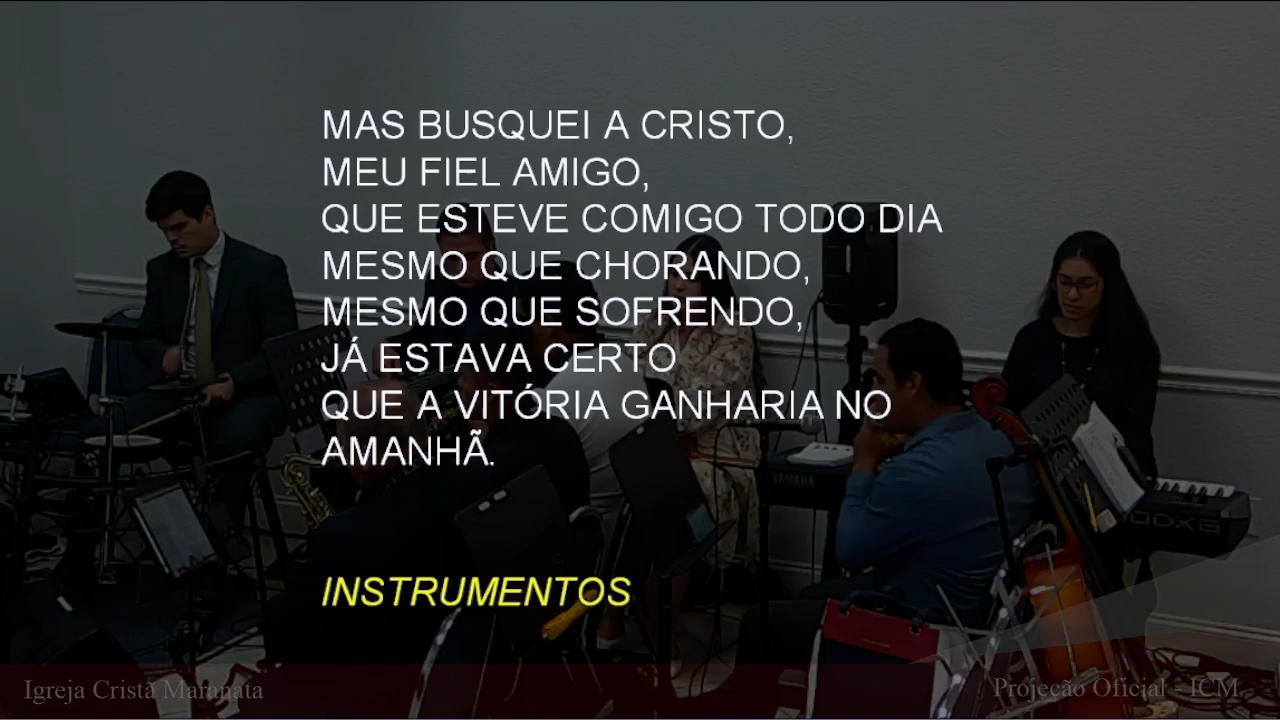 MAS BUSQUEI A CRISTO,
MEU FIEL AMIGO,
QUE ESTEVE COMIGO TODO DIA
MESMO QUE CHORANDO,
MESMO QUE SOFRENDO,
JÁ ESTAVA CERTO
QUE A VITÓRIA GANHARIA NO
AMANHÃ.
YAMAHA
INSTRUMENTOS
Igreja Cristã Maranata
Projeção Oficial - ICM